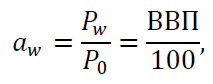 a_w = P_w / P_0 = ВВП / 100 ,